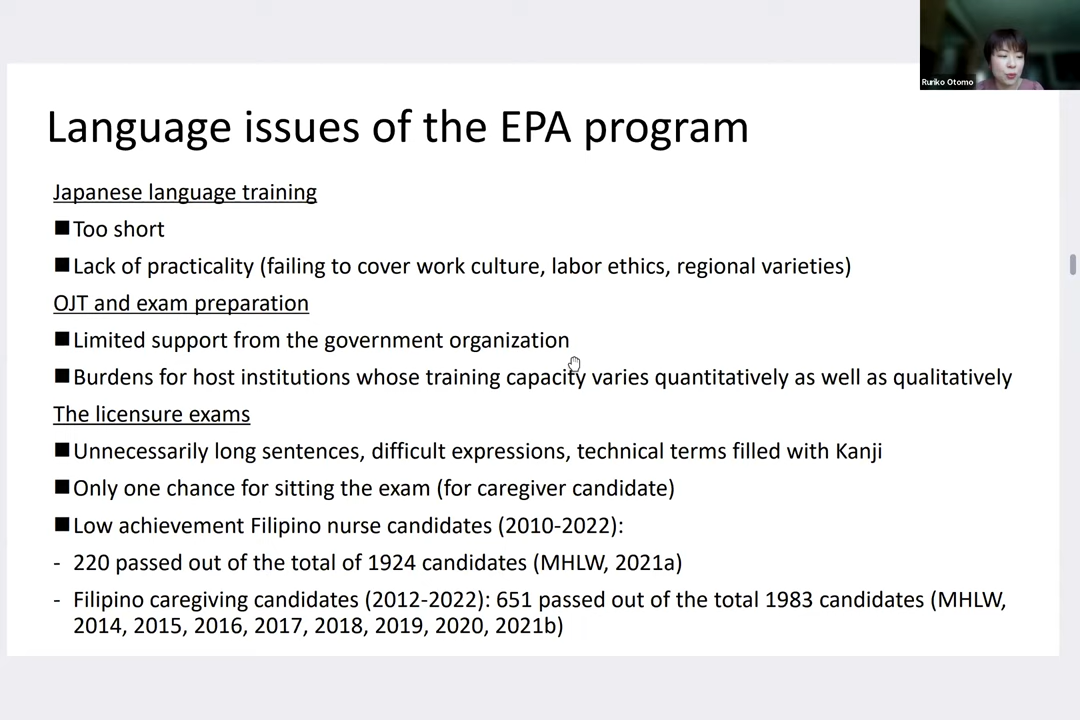 Ruriko Otomo
Language issues of the EPA program
Japanese language training
■Too short
■Lack of practicality (failing to cover work culture, labor ethics, regional varieties)
OJT and exam preparation
■Limited support from the government organization
■Burdens for host institutions whose training capacity varies quantitatively as well as qualitatively
The licensure exams
■Unnecessarily long sentences, difficult expressions, technical terms filled with Kanji
■Only one chance for sitting the exam (for caregiver candidate)
■Low achievement Filipino nurse candidates (2010-2022):
- 220 passed out of the total of 1924 candidates (MHLW, 2021a)
- Filipino caregiving candidates (2012-2022): 651 passed out of the total 1983 candidates (MHLW,
2014, 2015, 2016, 2017, 2018, 2019, 2020, 2021b)